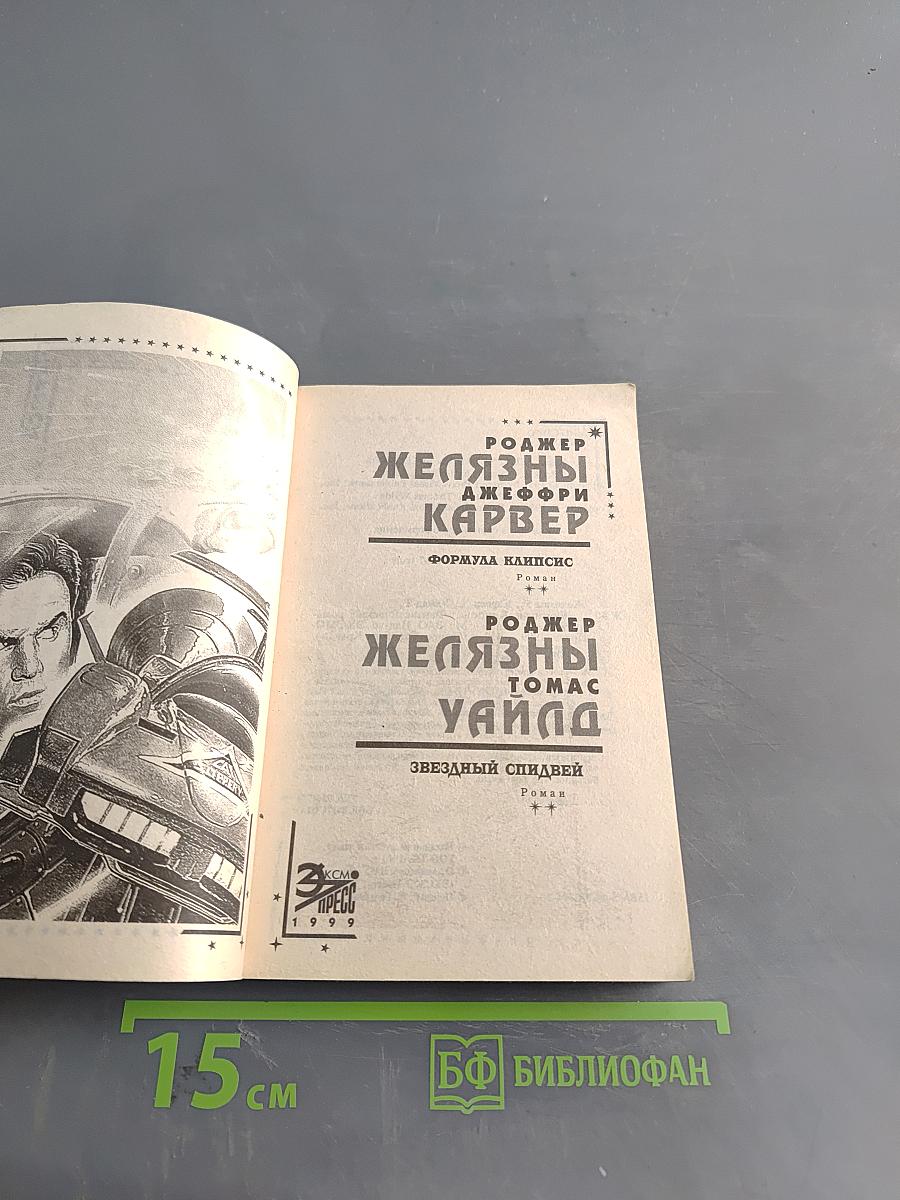 РОДЖЕР
ЖЕЛЯЗНЫ
ДЖЕФФРИ
КАРВЕР
ФОРМУЛА КЛИПСИС
Роман
РОДЖЕР
ЖЕЛЯЗНЫ
ТОМАС
УАЙЛД
ЗВЕЗДНЫЙ СПИДВЕЙ
Роман
ЭКСМО
ПРЕСС
1999
15 см
БФ БИБЛИОФАН